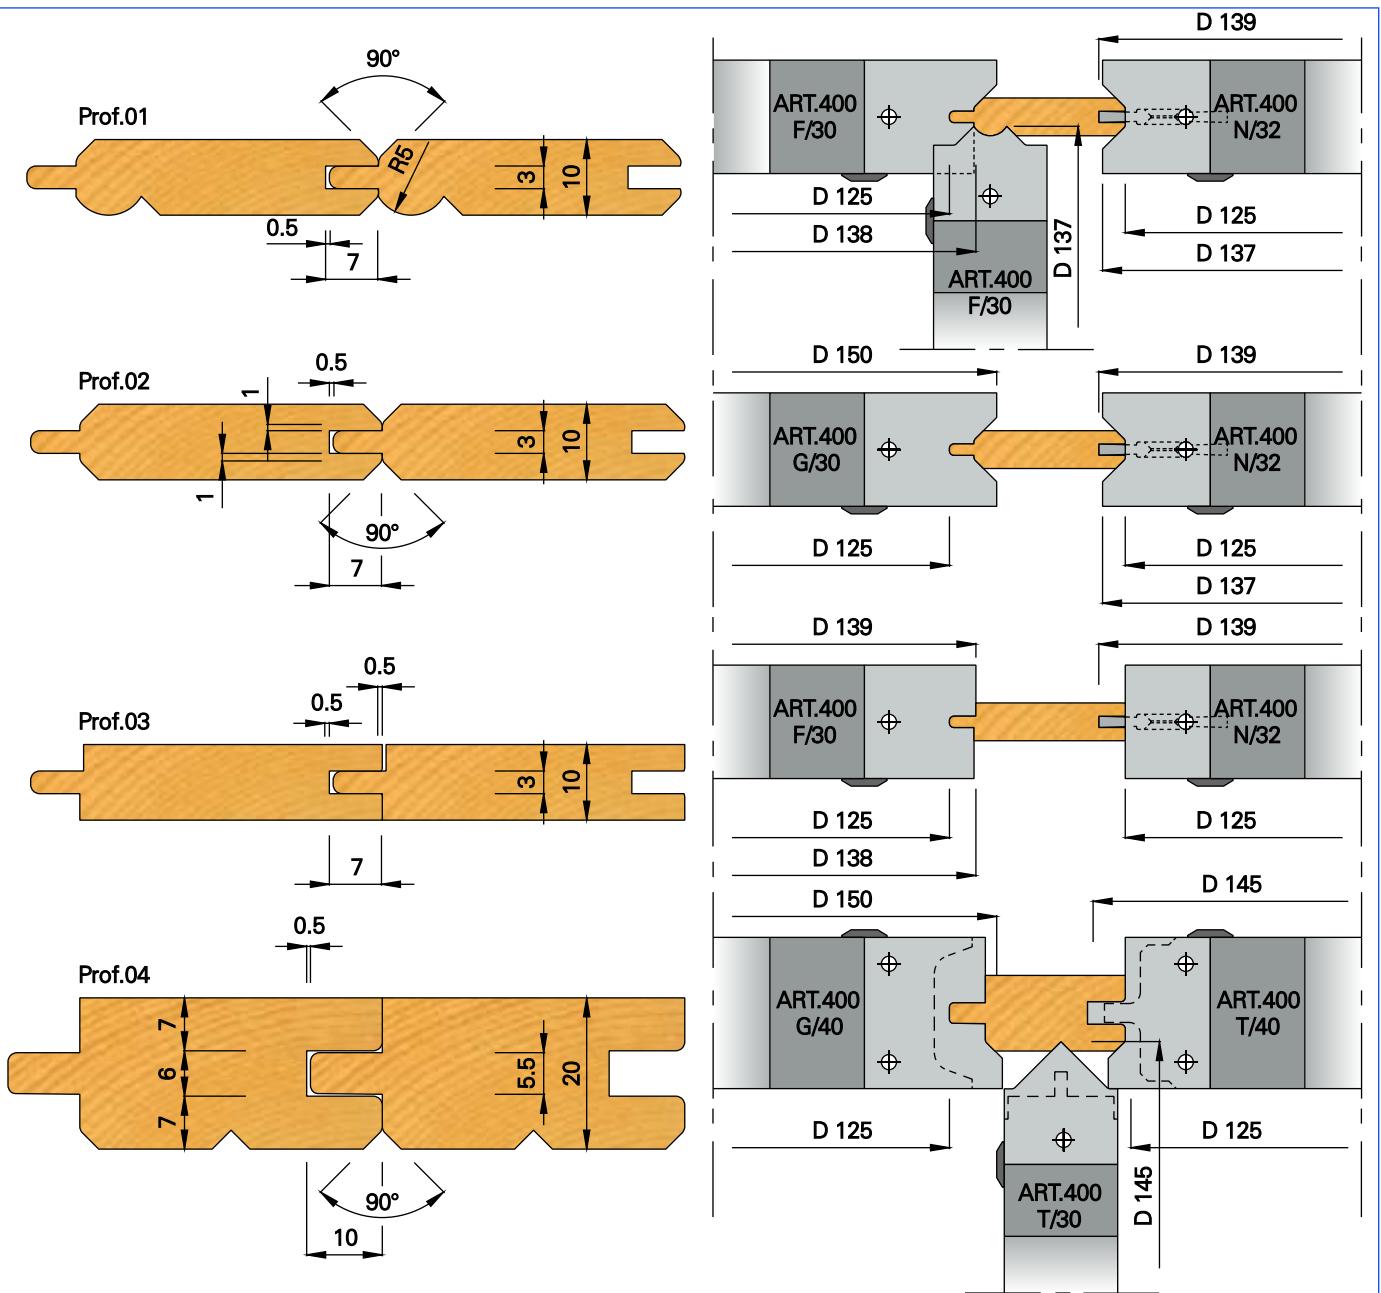 90°
Prof.01
R5
3
10
0.5
7
Prof.02
0.5
1
3
10
1
90°
7
0.5
Prof.03
0.5
3
10
7
0.5
Prof.04
7
6
7
5.5
20
90°
10
D 139
ART.400
F/30
ART.400
N/32
D 125
D 138
D 137
D 125
D 137
ART.400
F/30
D 150
D 139
ART.400
G/30
ART.400
N/32
D 125
D 125
D 137
D 139
D 139
ART.400
F/30
ART.400
N/32
D 125
D 125
D 138
D 150
D 145
ART.400
G/40
ART.400
T/40
D 125
D 125
D 145
ART.400
T/30